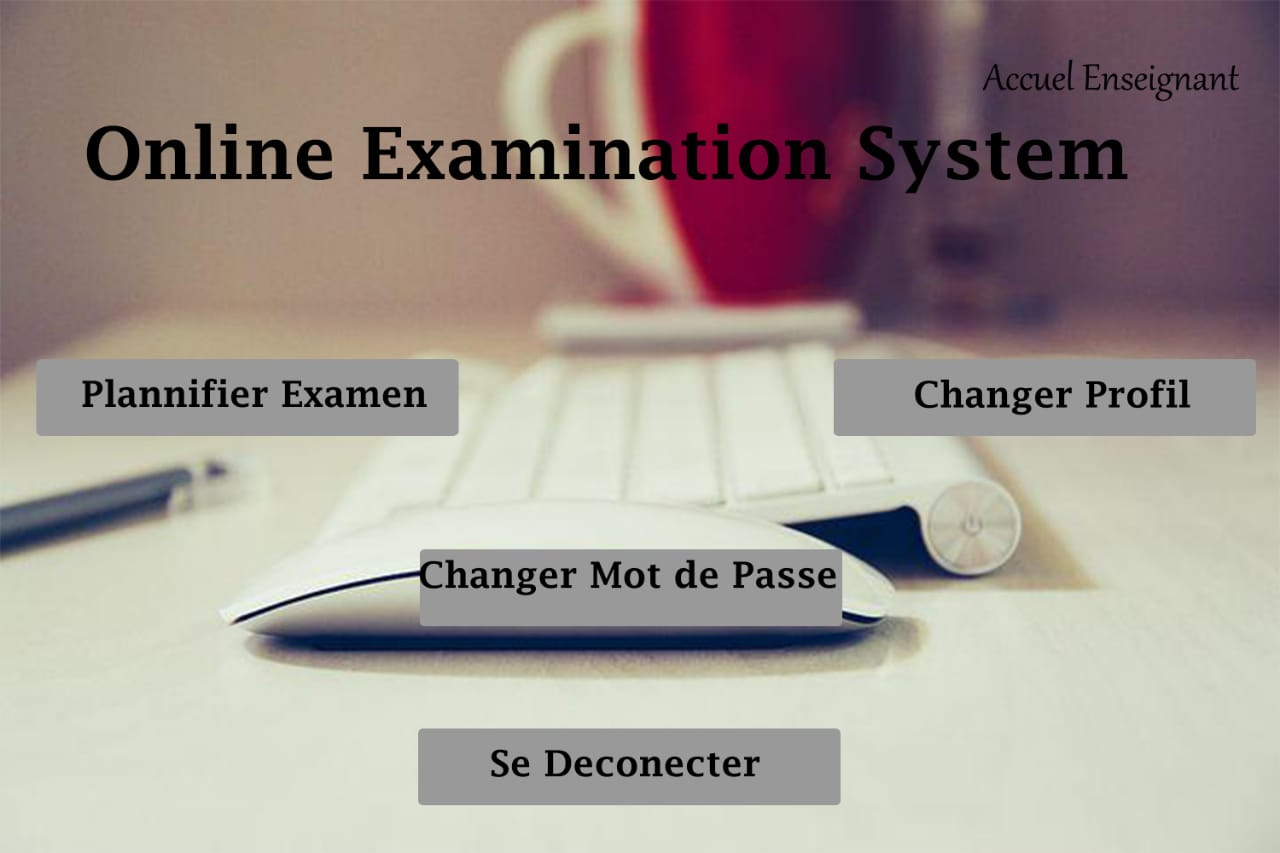 Accuel Enseignant
Online Examination System
Plannifier Examen
Changer Profil
Changer Mot de Passe
Se Deconecter